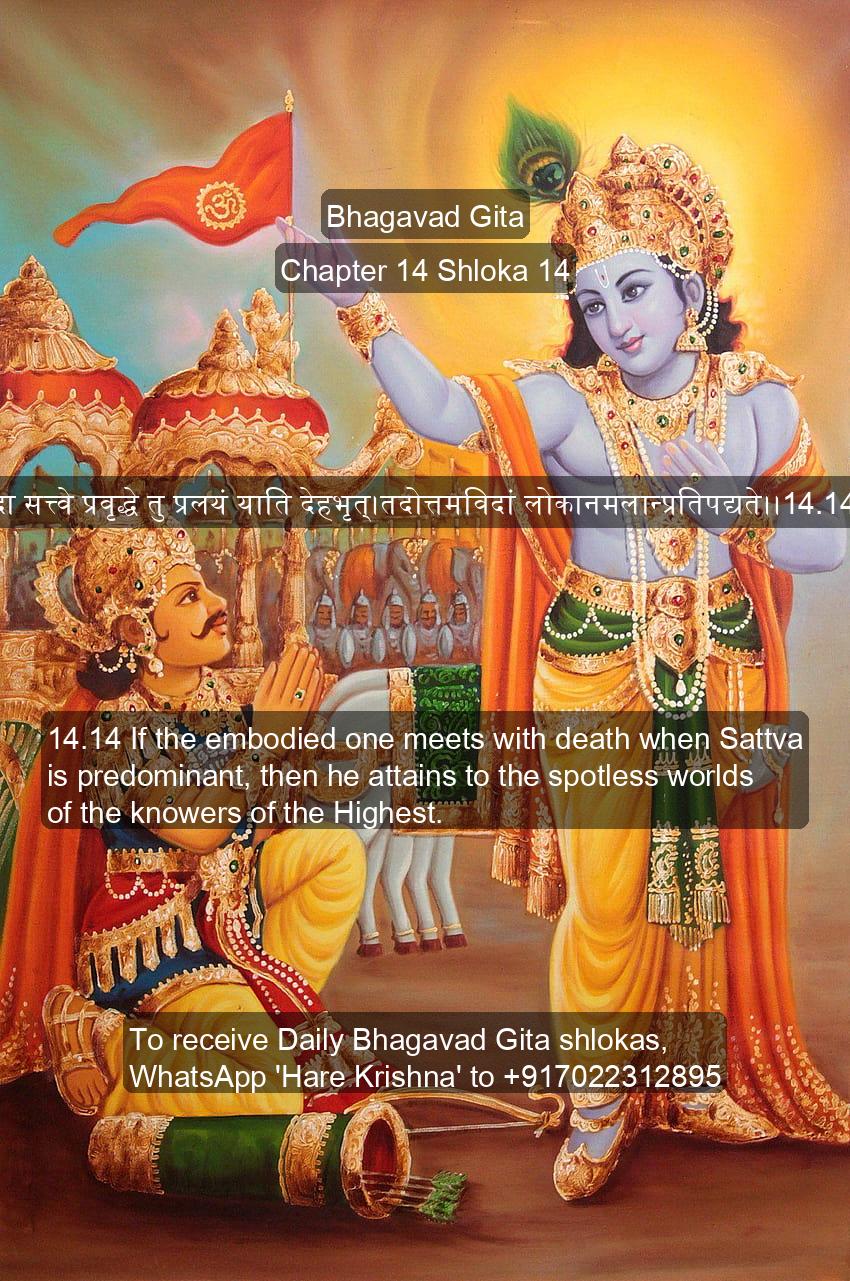 ॐ
Bhagavad Gita
Chapter 14 Shloka 14
सत्त्वे प्रवृद्धे तु प्रलयं याति देहभृत्।तदोत्तमविदां लोकानमलान्प्रतिपद्यते।।14.14
14.14 If the embodied one meets with death when Sattva
is predominant, then he attains to the spotless worlds
of the knowers of the Highest.
To receive Daily Bhagavad Gita shlokas,
WhatsApp 'Hare Krishna' to +917022312895